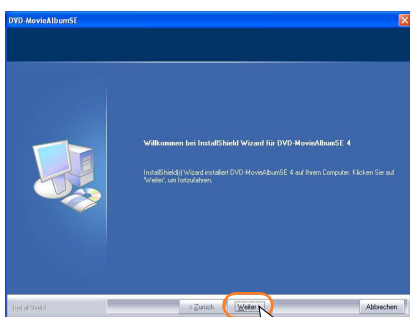 DVD-MovieAlbumSE
Willkommen bei InstallShield Wizard für DVD-MovieAlbumSE 4
InstallShield(r) Wizard installiert DVD-MovieAlbumSE 4 auf Ihrem Computer. Klicken Sie auf
'Weiter', um fortzufahren.
InstallShield
< Zurück Weiter > Abbrechen